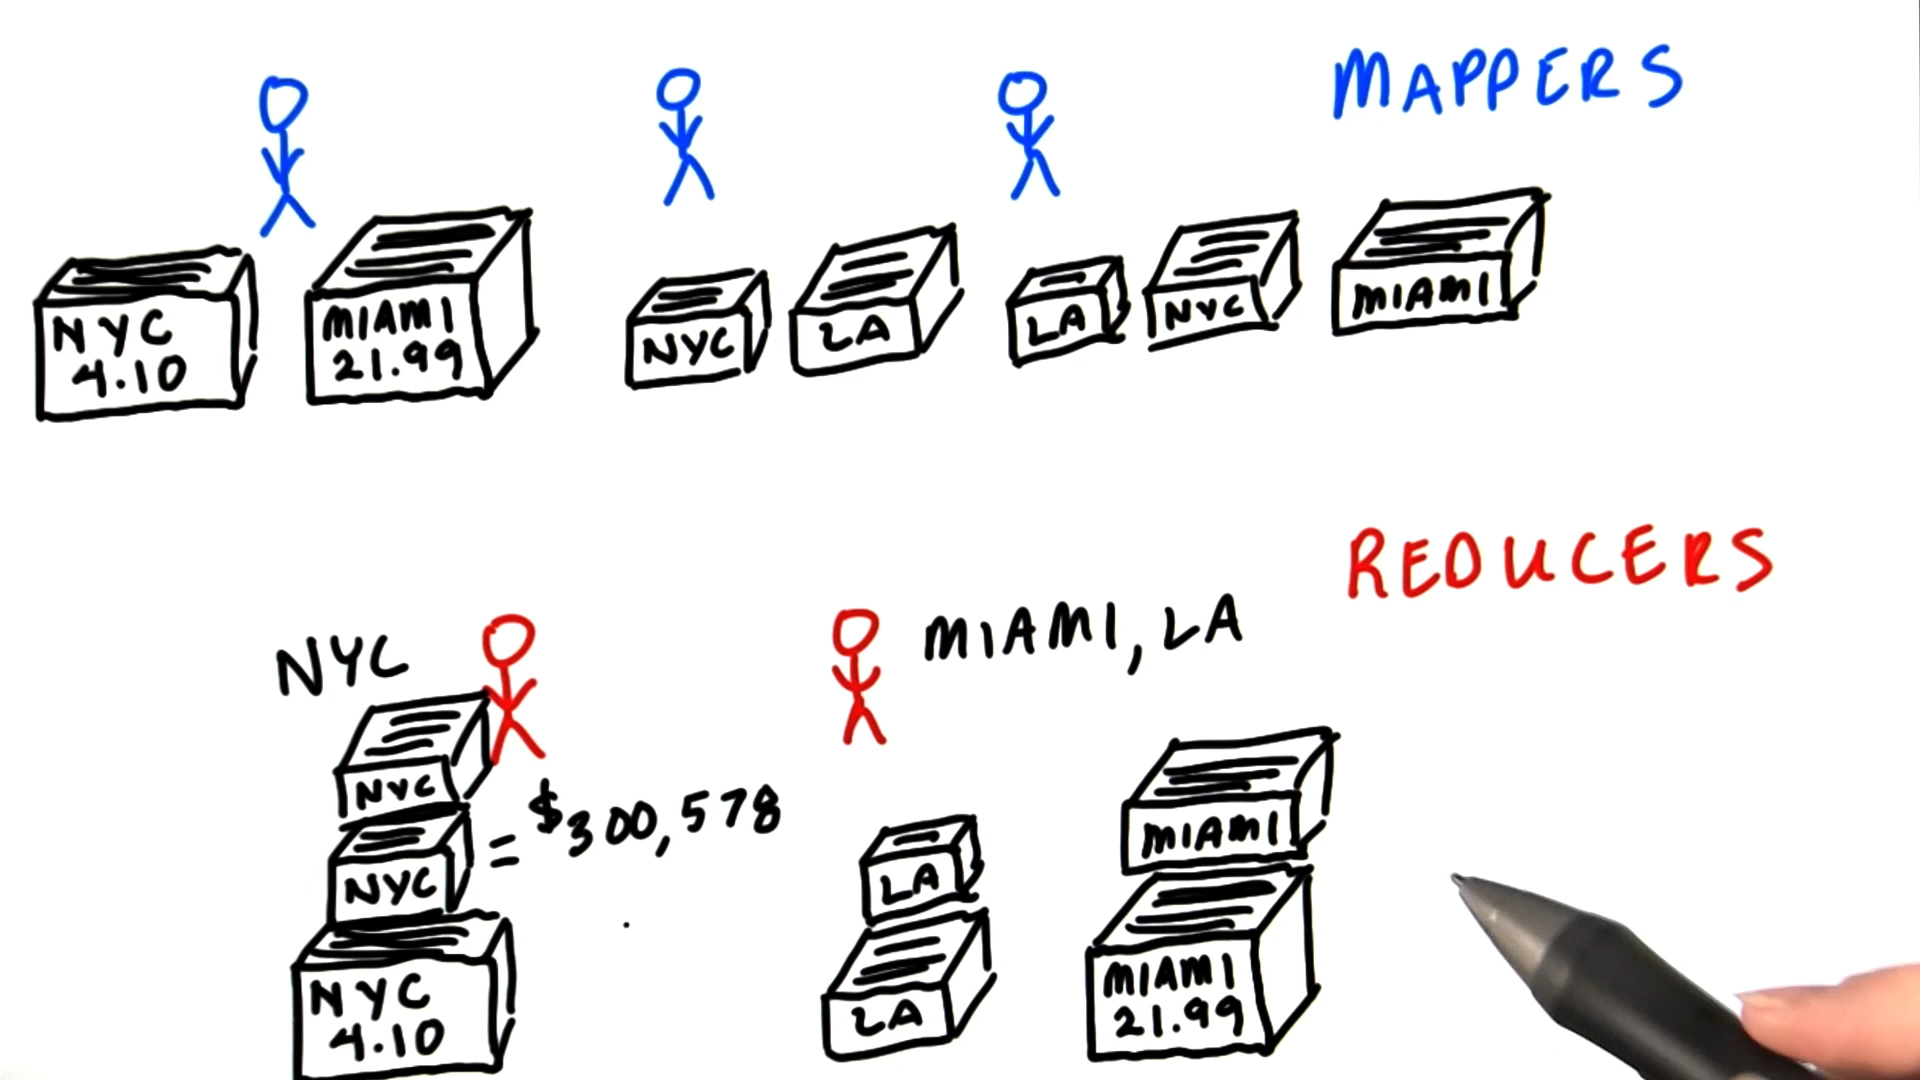 MAPPERS
NYC
4.10
MIAMI
21.99
NYC
LA
LA
NYC
MIAMI
REDUCERS
NYC
MIAMI, LA
NYC
NYC
= $300,578
NYC
4.10
LA
LA
MIAMI
MIAMI
21.99